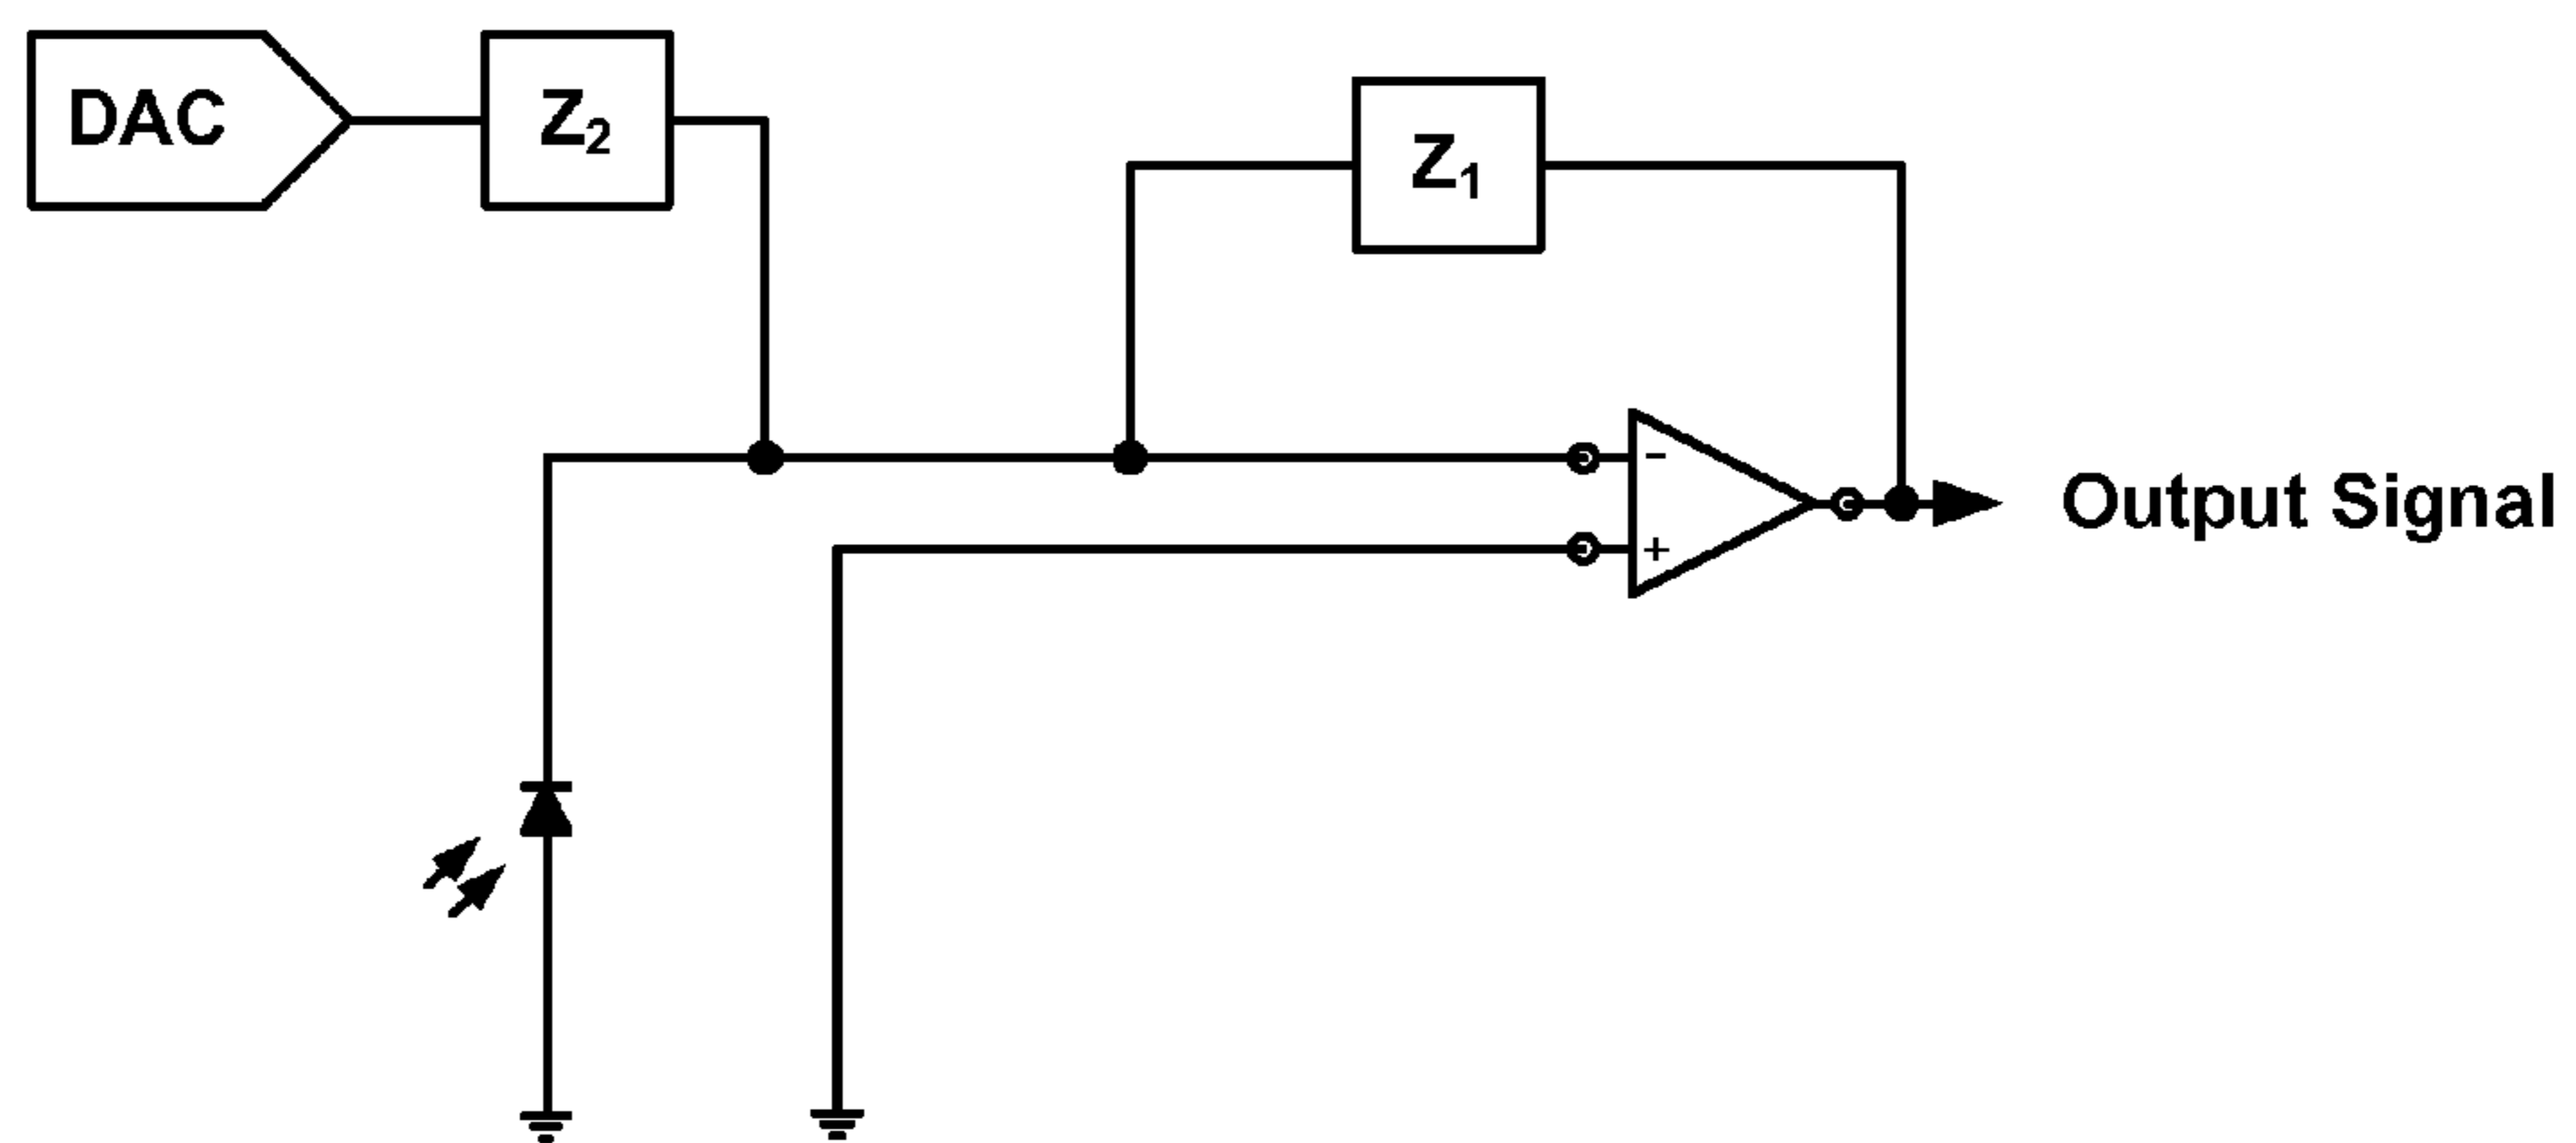 DAC
Z₂
Z₁
-
+
Output Signal